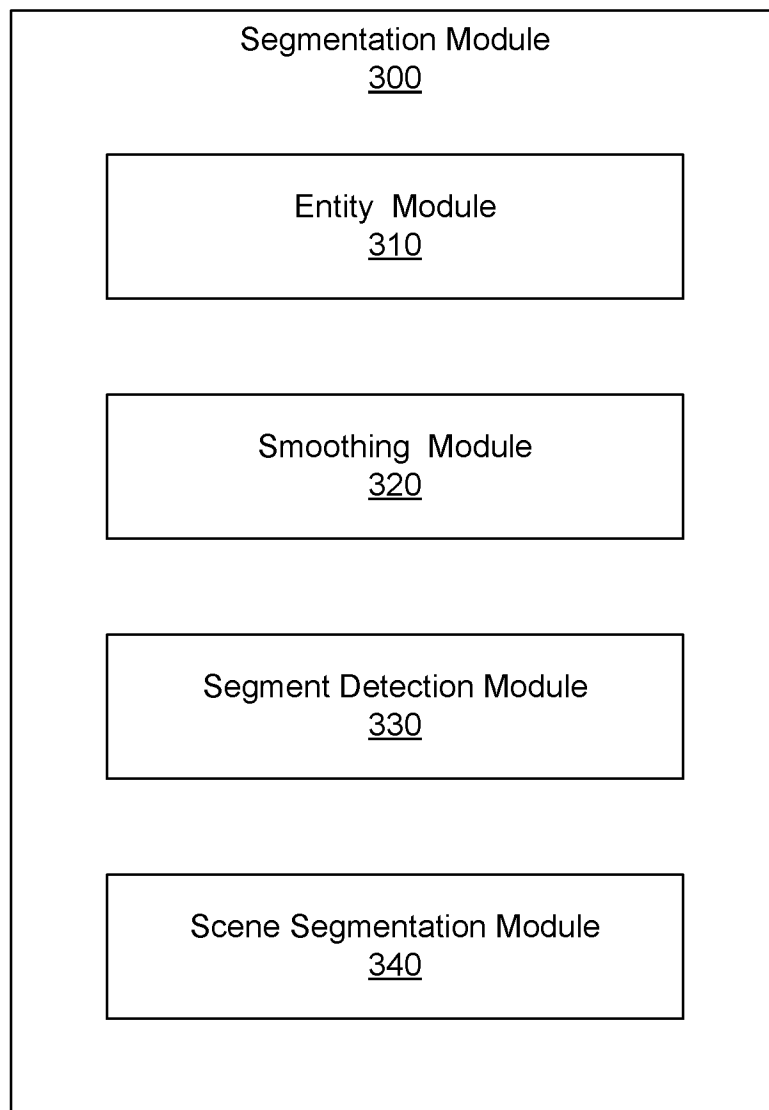 Segmentation Module
300
Entity Module
310
Smoothing Module
320
Segment Detection Module
330
Scene Segmentation Module
340